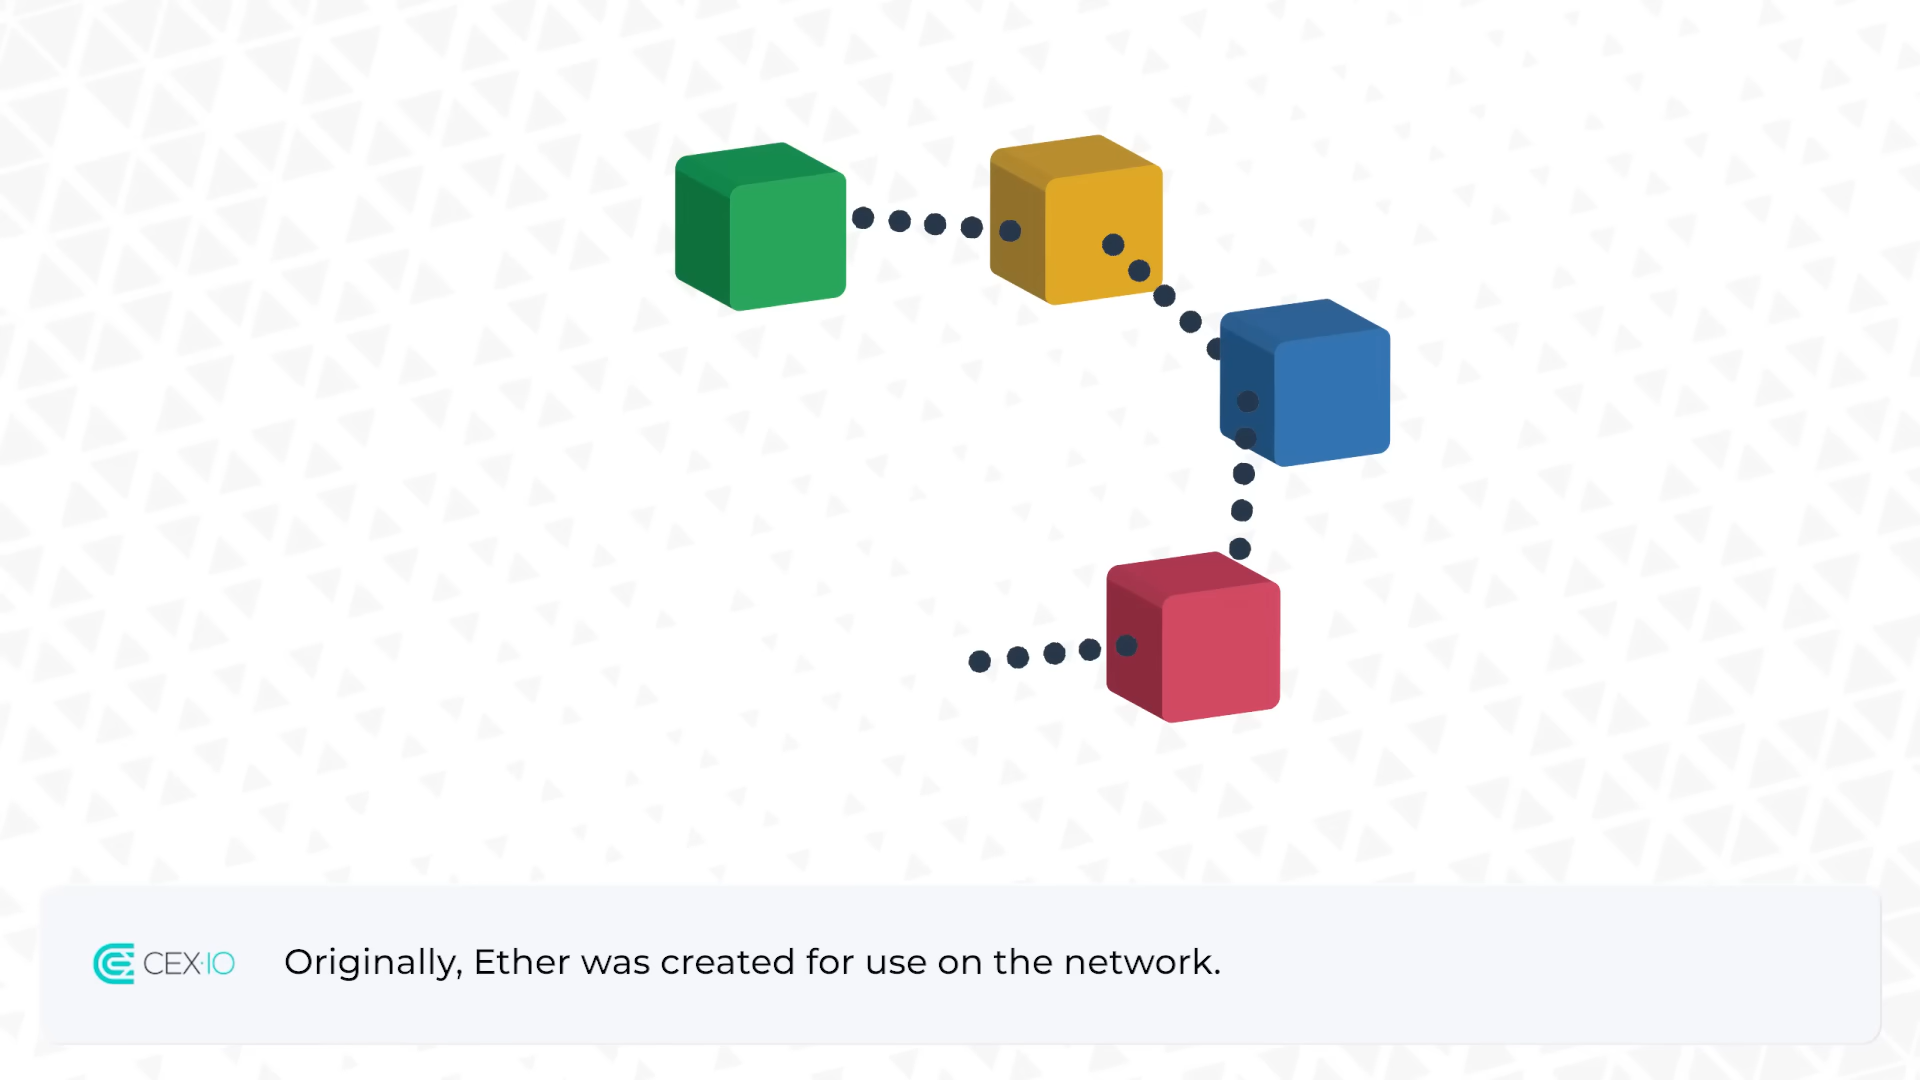 CEX·IO
Originally, Ether was created for use on the network.